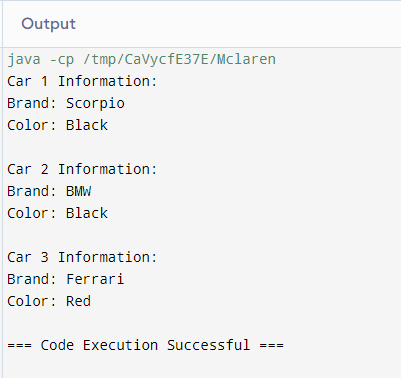 Output
java -cp /tmp/CaVycfE37E/Mclaren
Car 1 Information:
Brand: Scorpio
Color: Black
Car 2 Information:
Brand: BMW
Color: Black
Car 3 Information:
Brand: Ferrari
Color: Red
=== Code Execution Successful ===